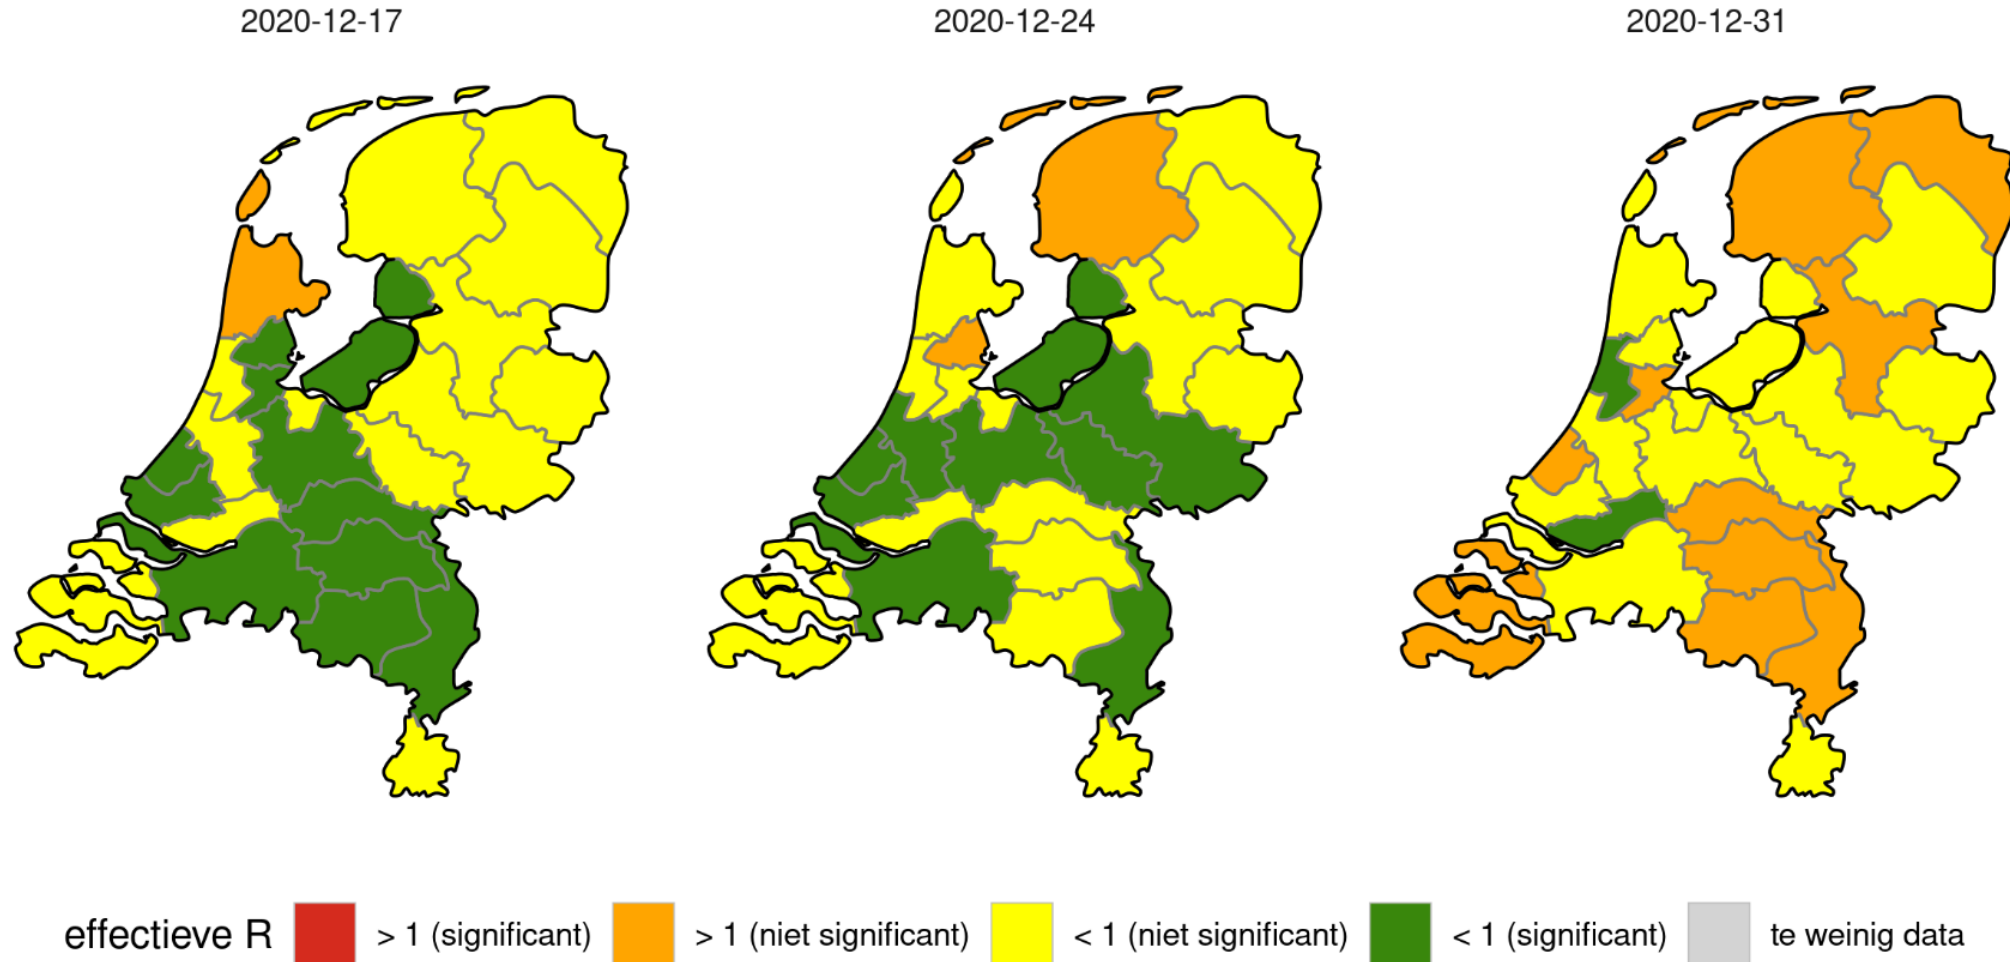 2020-12-17 2020-12-24 2020-12-31
effectieve R > 1 (significant) > 1 (niet significant) < 1 (niet significant) < 1 (significant) te weinig data